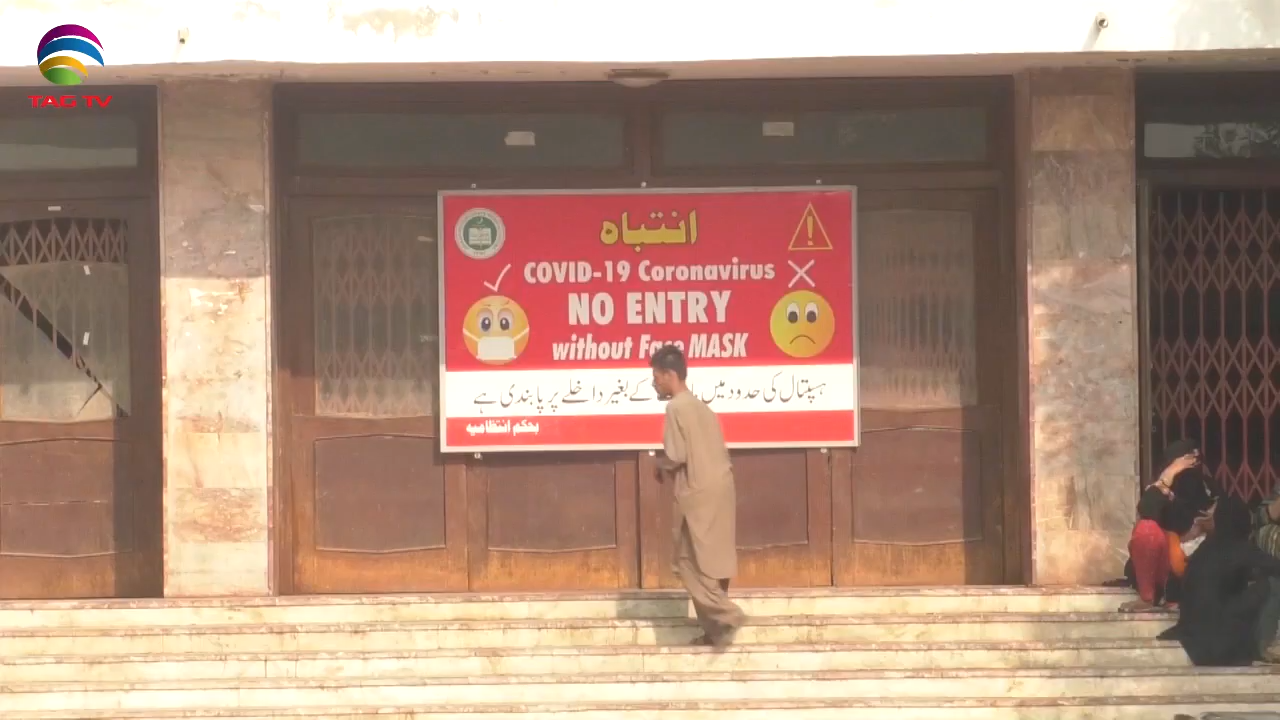 TAG TV
انتباہ
COVID-19 Coronavirus
NO ENTRY
without Face MASK
ہسپتال کی حدود میں کے بغیر داخلے پر پابندی ہے
بحکم انتظامیہ